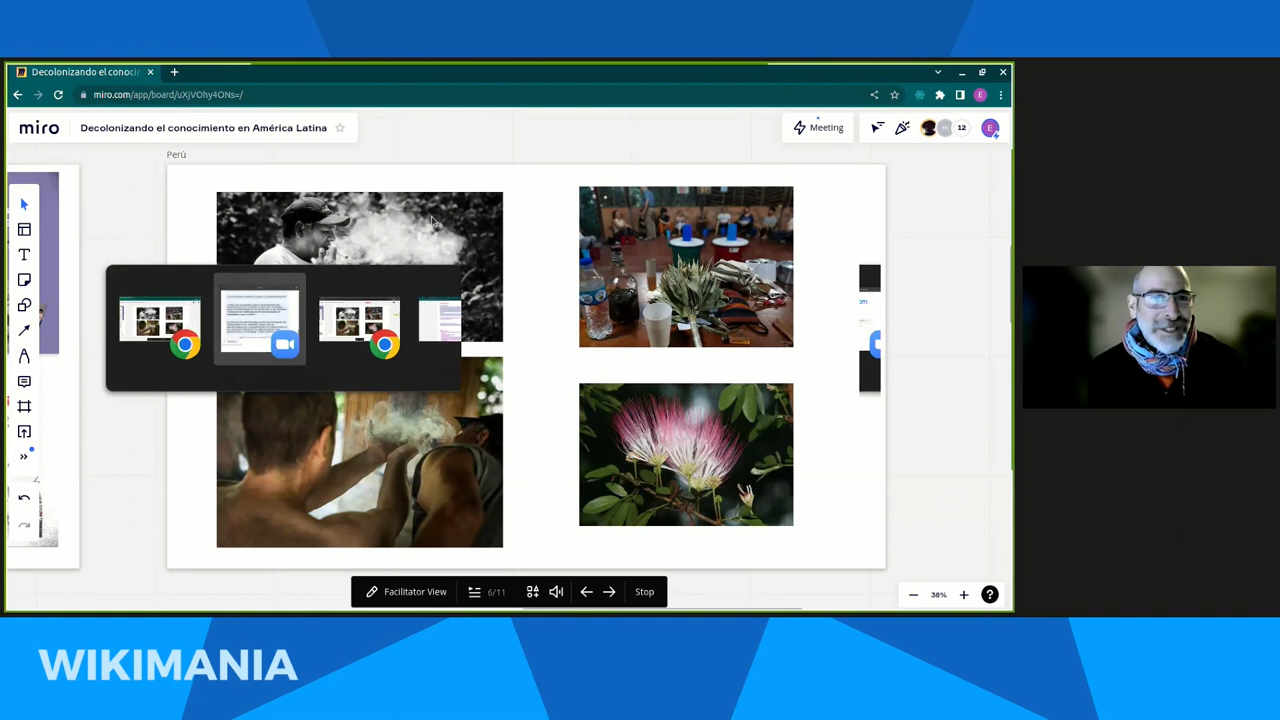 Decolonizando el conoci
miro.com/app/board/uXjVOhy4ONs=/
E
miro
Decolonizando el conocimiento en América Latina
Meeting
12
E
Perú
Facilitator View
6/11
Stop
38%
?
WIKIMANIA